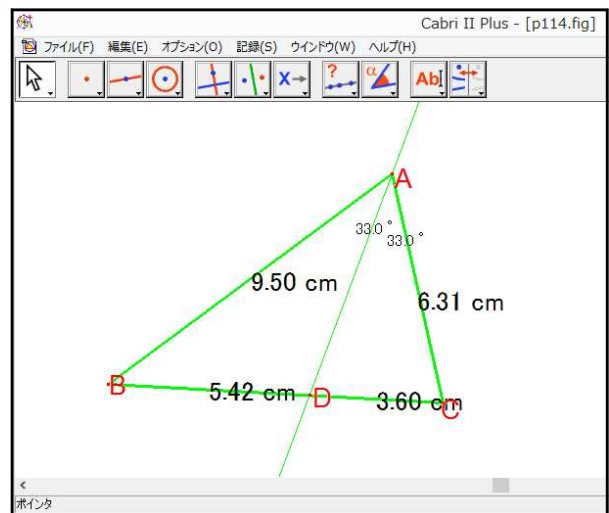 Cabri II Plus - [p114.fig]
ファイル(F) 編集(E) オプション(O) 記録(S) ウインドウ(W) ヘルプ(H)
? α Ab
A
33.0 °
33.0 °
9.50 cm
6.31 cm
B
5.42 cm
D
3.60 cm
C
ポインタ